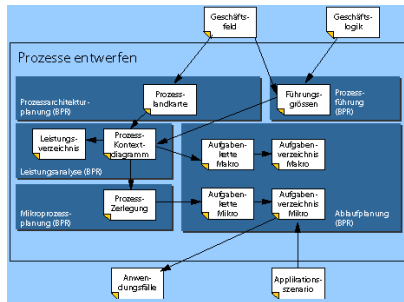 Geschäfts-
feld
Geschäfts-
logik
Prozesse entwerfen
Prozess-
landkarte
Führungs-
grössen
Prozessarchitektur-
planung (BPR)
Prozess-
führung (BPR)
Leistungs-
verzeichnis
Prozess-
Kontext-
diagramm
Leistungsanalyse (BPR)
Aufgaben-
kette
Makro
Aufgaben-
verzeichnis
Makro
Prozess-
Zerlegung
Mikroprozess-
planung (BPR)
Aufgaben-
kette
Mikro
Aufgaben-
verzeichnis
Mikro
Ablaufplanung
(BPR)
Anwen-
dungsfälle
Applikations-
szenario